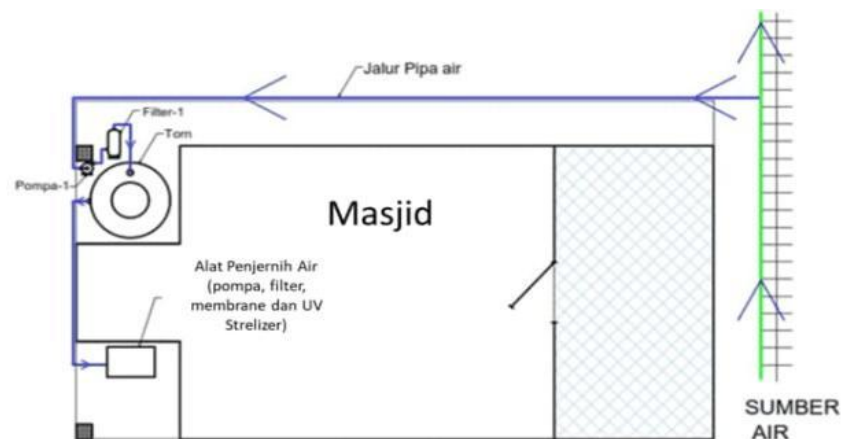 Jalur Pipa air
Filter-1
Torn
Pompa-1
Masjid
Alat Penjernih Air
(pompa, filter,
membrane dan UV
Strelizer)
SUMBER
AIR